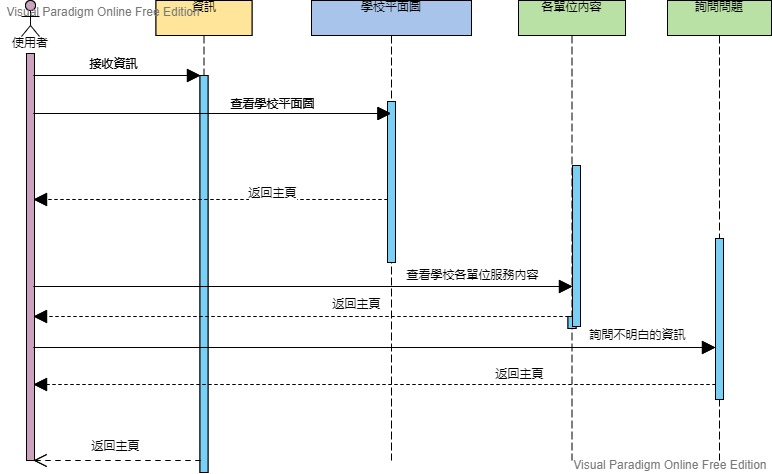 Visual Paradigm Online Free Edition
資訊
學校平面圖
各單位內容
詢問問題
使用者
接收資訊
查看學校平面圖
返回主頁
查看學校各單位服務內容
返回主頁
詢問不明白的資訊
返回主頁
返回主頁
Visual Paradigm Online Free Edition